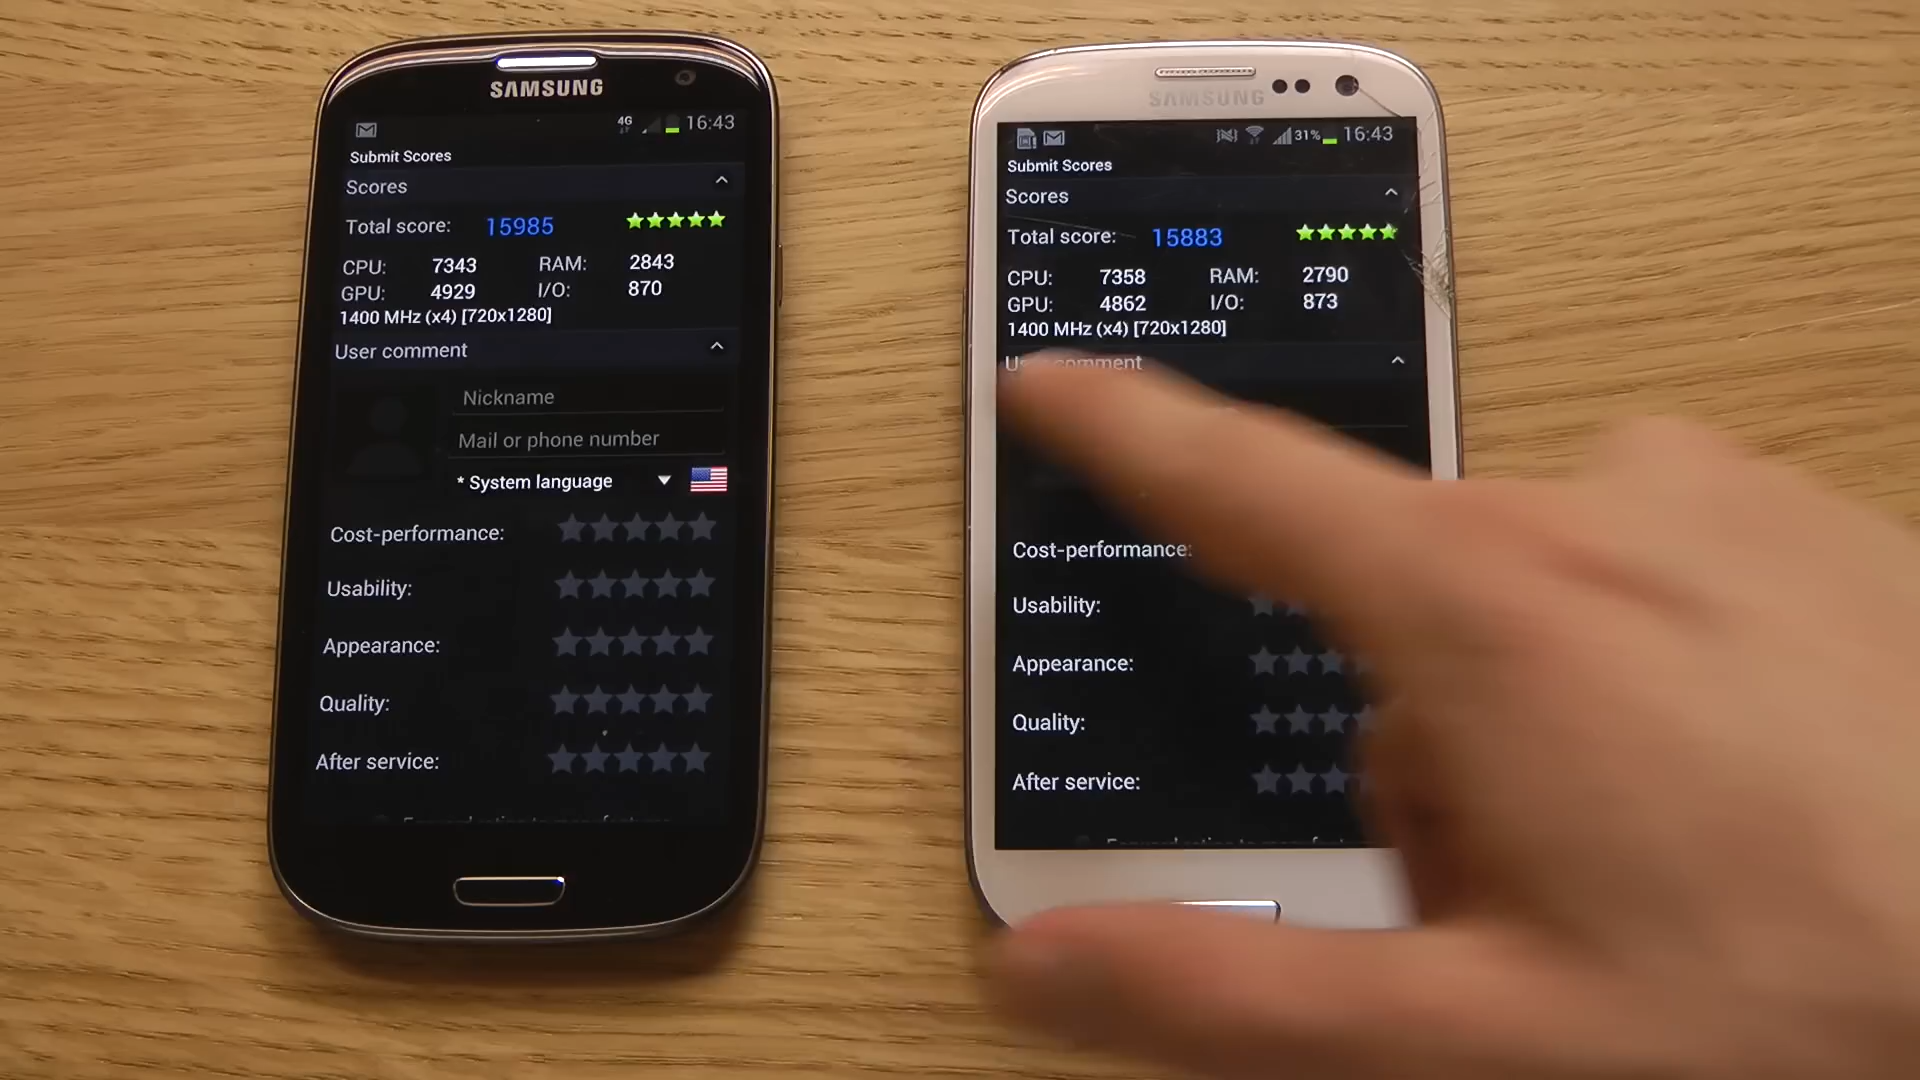 SAMSUNG
4G 16:43
Submit Scores
Scores
Total score: 15985
CPU: 7343 RAM: 2843
GPU: 4929 I/O: 870
1400 MHz (x4) [720x1280]
User comment
Nickname
Mail or phone number
* System language
Cost-performance:
Usability:
Appearance:
Quality:
After service:
SAMSUNG
31% 16:43
Submit Scores
Scores
Total score: 15883
CPU: 7358 RAM: 2790
GPU: 4862 I/O: 873
1400 MHz (x4) [720x1280]
User comment
Cost-performance:
Usability:
Appearance:
Quality:
After service: